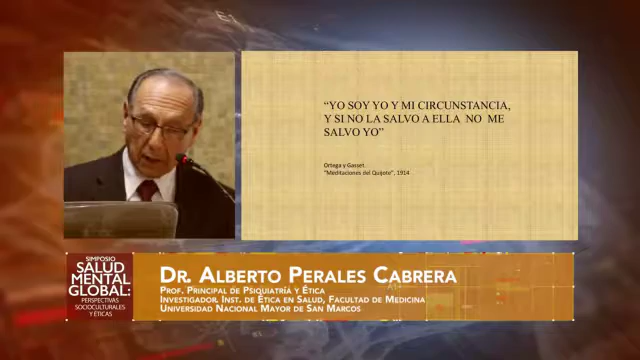 “YO SOY YO Y MI CIRCUNSTANCIA,
Y SI NO LA SALVO A ELLA NO ME
SALVO YO”
Ortega y Gasset.
“Meditaciones del Quijote”, 1914
SIMPOSIO
SALUD
MENTAL
GLOBAL:
PERSPECTIVAS
SOCIOCULTURALES
Y ÉTICAS
DR. ALBERTO PERALES CABRERA
PROF. PRINCIPAL DE PSIQUIATRÍA Y ÉTICA
INVESTIGADOR. INST. DE ÉTICA EN SALUD, FACULTAD DE MEDICINA
UNIVERSIDAD NACIONAL MAYOR DE SAN MARCOS